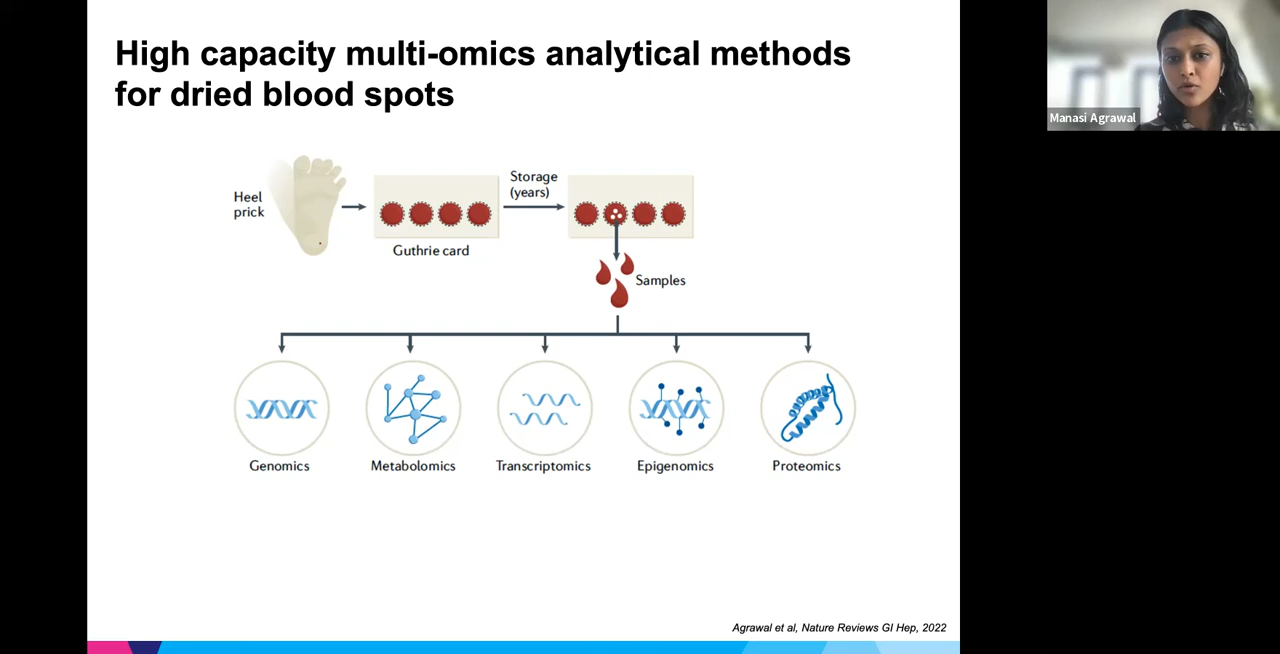 High capacity multi-omics analytical methods
for dried blood spots
Manasi Agrawal
Heel
prick
Storage
(years)
Guthrie card
Samples
Genomics
Metabolomics
Transcriptomics
Epigenomics
Proteomics
Agrawal et al, Nature Reviews GI Hep, 2022